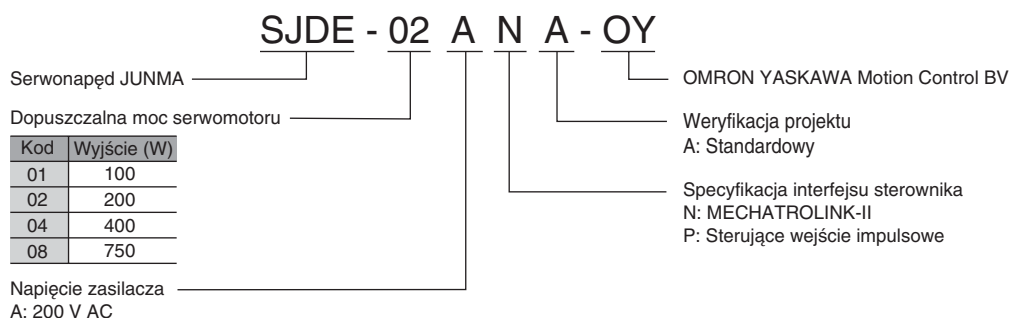 SJDE - 02 A N A - OY
Serwonapęd JUNMA
OMRON YASKAWA Motion Control BV
Dopuszczalna moc serwomotoru
Kod Wyjście (W)
01 100
02 200
04 400
08 750
Weryfikacja projektu
A: Standardowy
Specyfikacja interfejsu sterownika
N: MECHATROLINK-II
P: Sterujące wejście impulsowe
Napięcie zasilacza
A: 200 V AC